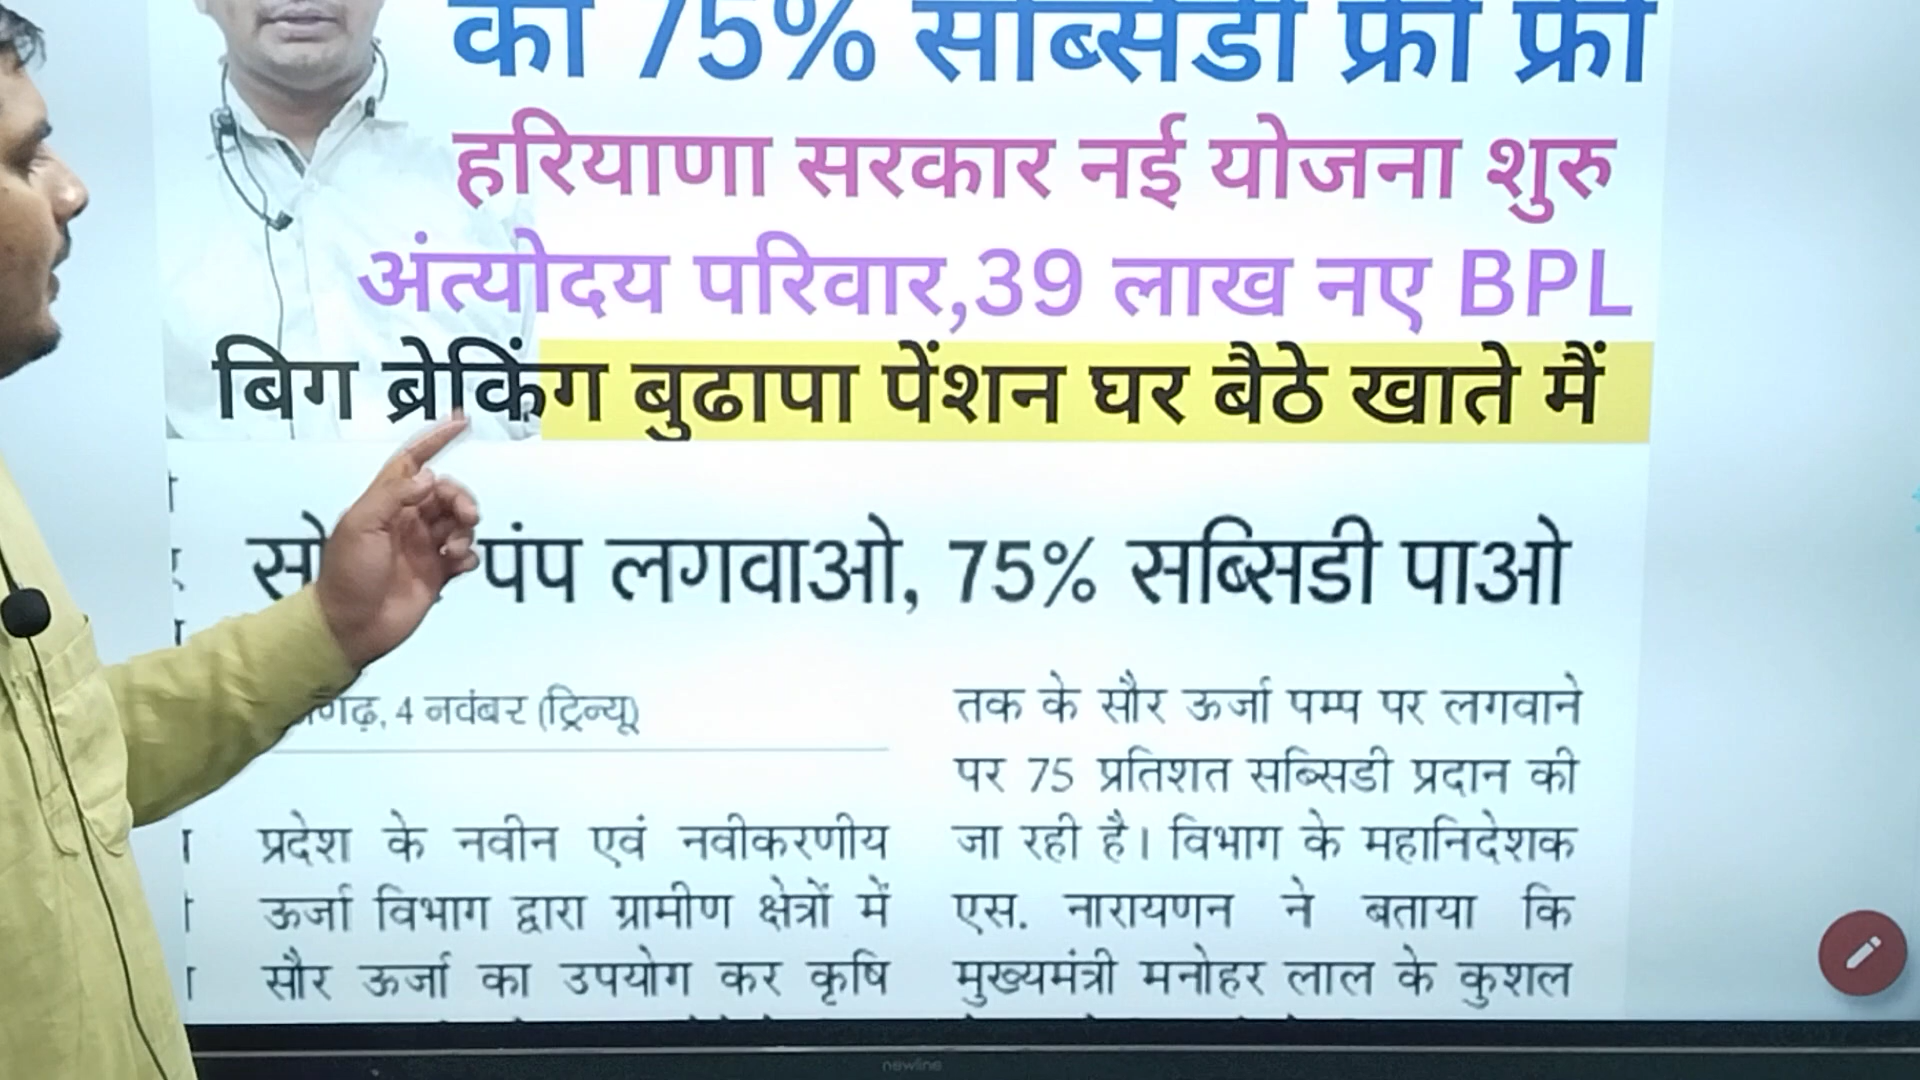 का 75% सब्सिडी फ्री फ्री
हरियाणा सरकार नई योजना शुरु
अंत्योदय परिवार,39 लाख नए BPL
बिग ब्रेकिंग बुढापा पेंशन घर बैठे खाते मैं
पंप लगवाओ, 75% सब्सिडी पाओ
4 नवंबर (ट्रिन्यू)
प्रदेश के नवीन एवं नवीकरणीय
ऊर्जा विभाग द्वारा ग्रामीण क्षेत्रों में
सौर ऊर्जा का उपयोग कर कृषि
तक के सौर ऊर्जा पम्प पर लगवाने
पर 75 प्रतिशत सब्सिडी प्रदान की
जा रही है। विभाग के महानिदेशक
एस. नारायणन ने बताया कि
मुख्यमंत्री मनोहर लाल के कुशल
newline